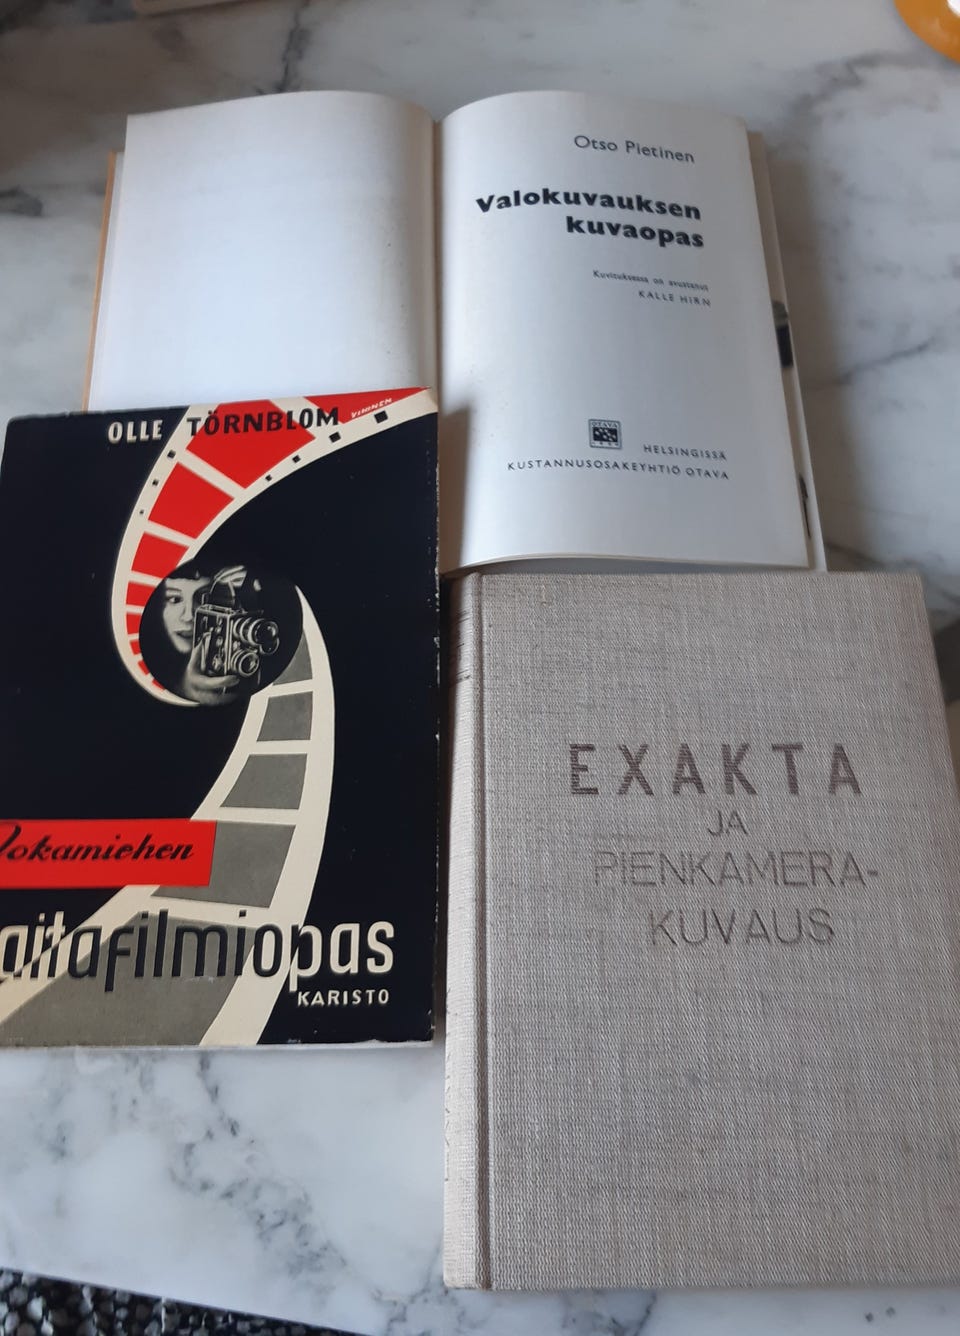 Otso Pietinen
Valokuvauksen
kuvaopas
Kuvituksessa on avustanut
KALLE HIRN
OTAVA
HELSINGISSÄ
KUSTANNUSOSAKEYHTIÖ OTAVA
OLLE TÖRNBLOM
Jokamiehen
aitafilmiopas
KARISTO
EXAKTA
JA
PIENKAMERA-
KUVAUS